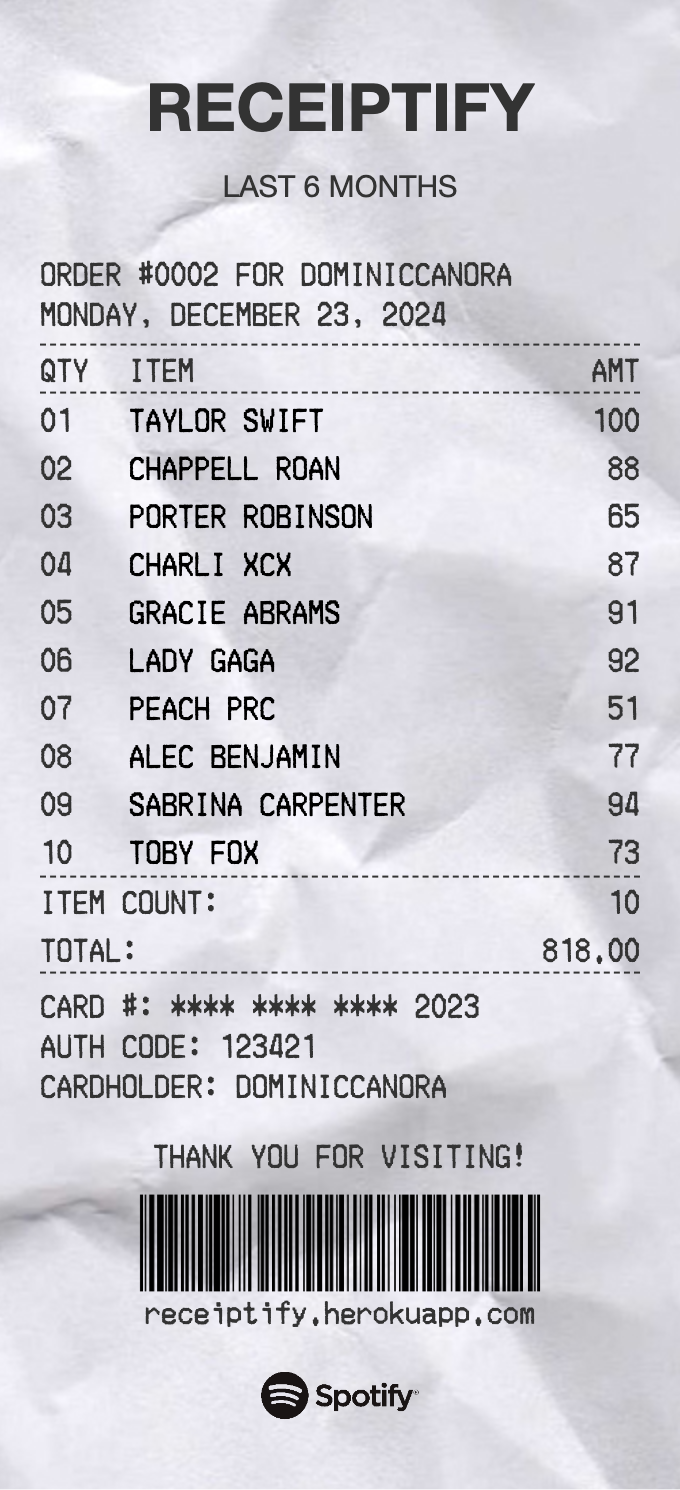 RECEIPTIFY
LAST 6 MONTHS
ORDER #0002 FOR DOMINICCANORA
MONDAY, DECEMBER 23, 2024
QTY ITEM AMT
01 TAYLOR SWIFT 100
02 CHAPPELL ROAN 88
03 PORTER ROBINSON 65
04 CHARLI XCX 87
05 GRACIE ABRAMS 91
06 LADY GAGA 92
07 PEACH PRC 51
08 ALEC BENJAMIN 77
09 SABRINA CARPENTER 94
10 TOBY FOX 73
ITEM COUNT: 10
TOTAL: 818.00
CARD #: **** **** **** 2023
AUTH CODE: 123421
CARDHOLDER: DOMINICCANORA
THANK YOU FOR VISITING!
receiptify.herokuapp.com
Spotify®